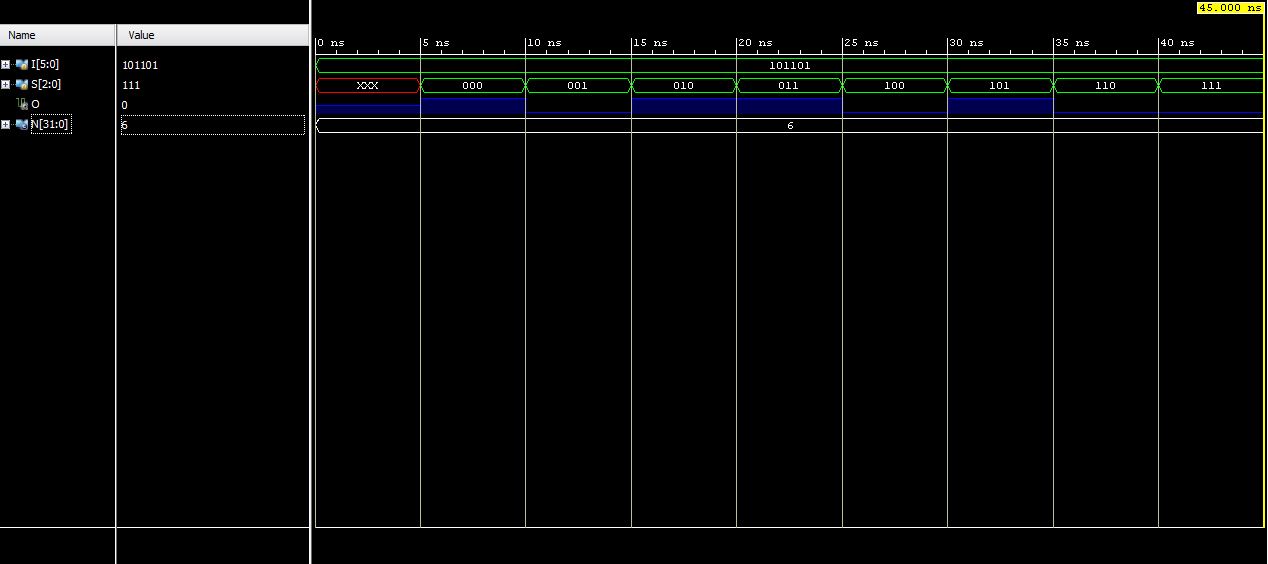 45.000 ns
Name Value
0 ns 5 ns 10 ns 15 ns 20 ns 25 ns 30 ns 35 ns 40 ns
I[5:0] 101101 101101
S[2:0] 111 XXX 000 001 010 011 100 101 110 111
O 0
N[31:0] 6 6